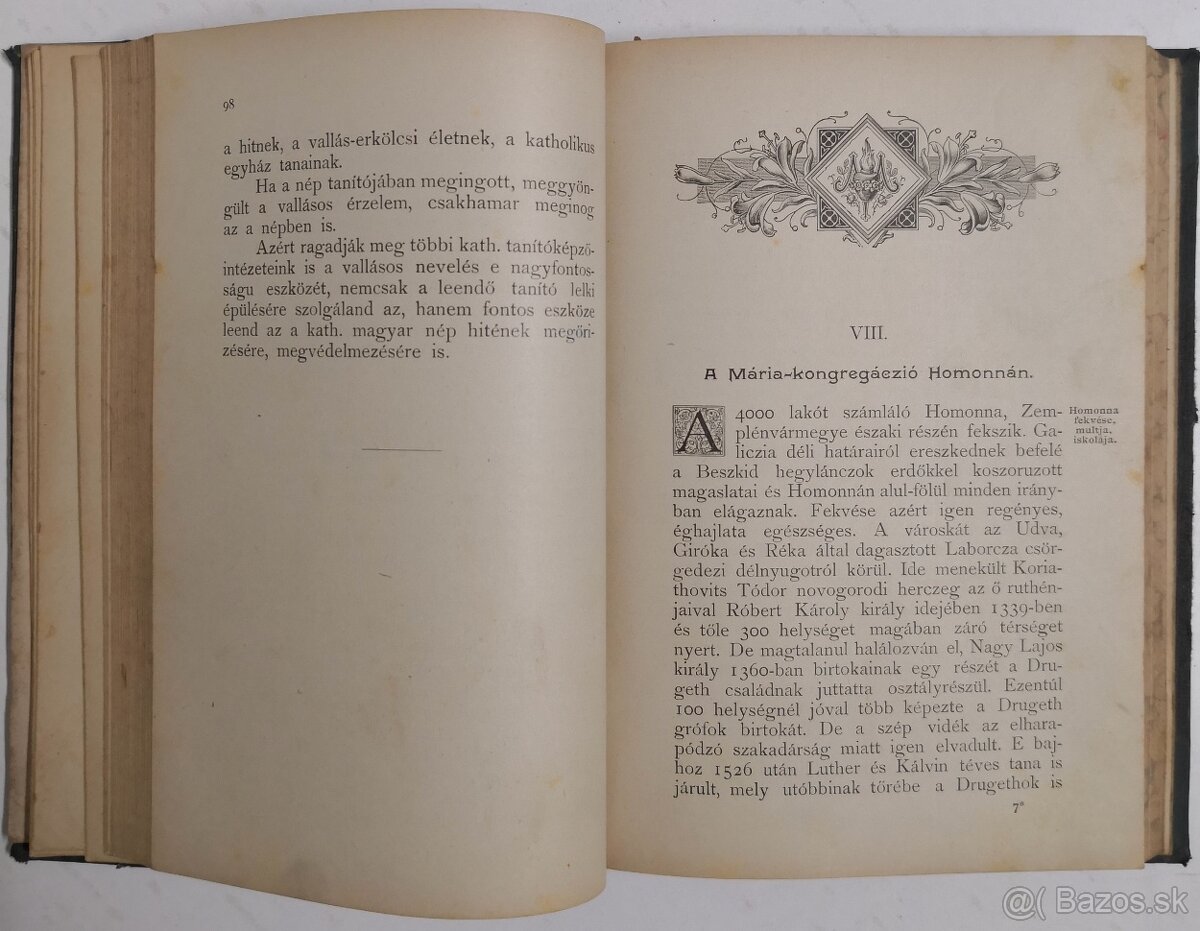 98
a hitnek, a vallás-erkölcsi életnek, a katholikus
egyház tanainak.
Ha a nép tanítójában megingott, meggyön-
gült a vallásos érzelem, csakhamar meginog
az a népben is.
Azért ragadják meg többi kath. tanítóképző-
intézeteink is a vallásos nevelés e nagyfontos-
ságu eszközét, nemcsak a leendő tanító lelki
épülésére szolgáland az, hanem fontos eszköze
leend az a kath. magyar nép hitének megőri-
zésére, megvédelmezésére is.
VIII.
A Mária-kongregáczió Homonnán.
A 4000 lakót számláló Homonna, Zem-
plénvármegye északi részén fekszik. Ga-
liczia déli határairól ereszkednek befelé
a Beszkid hegylánczok erdőkkel koszoruzott
magaslatai és Homonnán alul-fölül minden irány-
ban elágaznak. Fekvése azért igen regényes,
éghajlata egészséges. A városkát az Udva,
Giróka és Réka által dagasztott Laborcza csör-
gedezi délnyugotról körül. Ide menekült Koria-
thovits Tódor novogorodi herczeg az ő ruthén-
jaival Róbert Károly király idejében 1339-ben
és tőle 300 helységet magában záró térséget
nyert. De magtalanul halálozván el, Nagy Lajos
király 1360-ban birtokainak egy részét a Dru-
geth családnak juttatta osztályrészül. Ezentúl
100 helységnél jóval több képezte a Drugeth
grófok birtokát. De a szép vidék az elhara-
pódzó szakadárság miatt igen elvadult. E baj-
hoz 1526 után Luther és Kálvin téves tana is
járult, mely utóbbinak tőrébe a Drugethok is
Homonna
fekvése,
multja,
iskolája.
7*
@( Bazos.sk